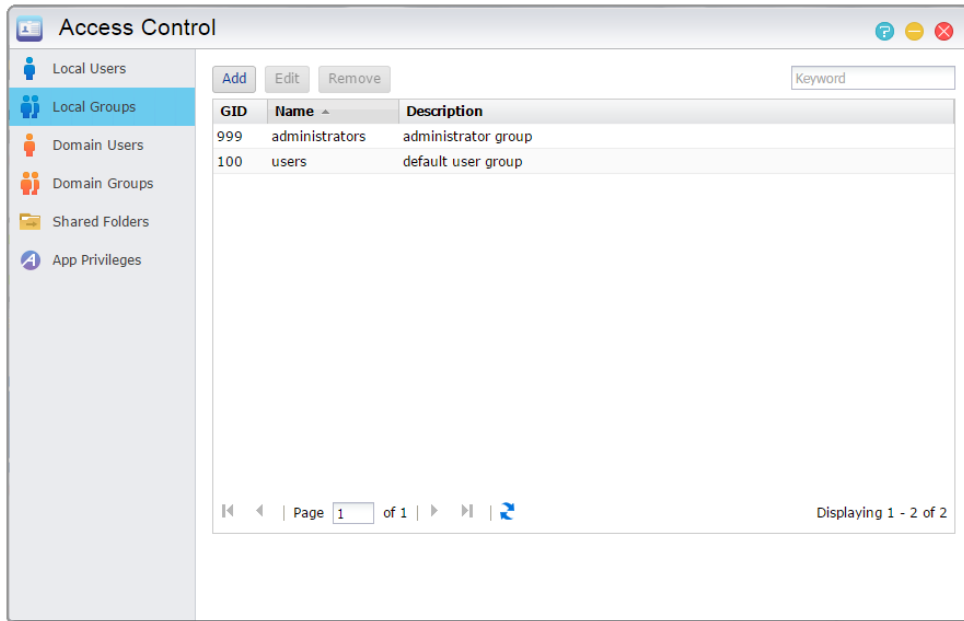 Access Control
Local Users
Local Groups
Domain Users
Domain Groups
Shared Folders
App Privileges
Add Edit Remove Keyword
GID Name Description
999 administrators administrator group
100 users default user group
Page 1 of 1 Displaying 1 - 2 of 2